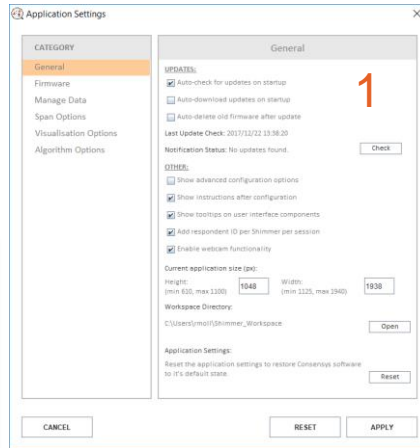 Application Settings
CATEGORY
General
Firmware
Manage Data
Span Options
Visualisation Options
Algorithm Options
General
1
UPDATES:
Auto-check for updates on startup
Auto-download updates on startup
Auto-delete old firmware after update
Last Update Check: 2017/12/22 13:38:20
Notification Status: No updates found.
Check
OTHER:
Show advanced configuration options
Show instructions after configuration
Show tooltips on user interface components
Add respondent ID per Shimmer per session
Enable webcam functionality
Current application size (px):
Height: 1048 Width: 1938
(min 610, max 1100) (min 1125, max 1940)
Workspace Directory:
C:\Users\rmoll\Shimmer_Workspace
Open
Application Settings:
Reset the application settings to restore Consensys software
to it's default state.
Reset
CANCEL RESET APPLY